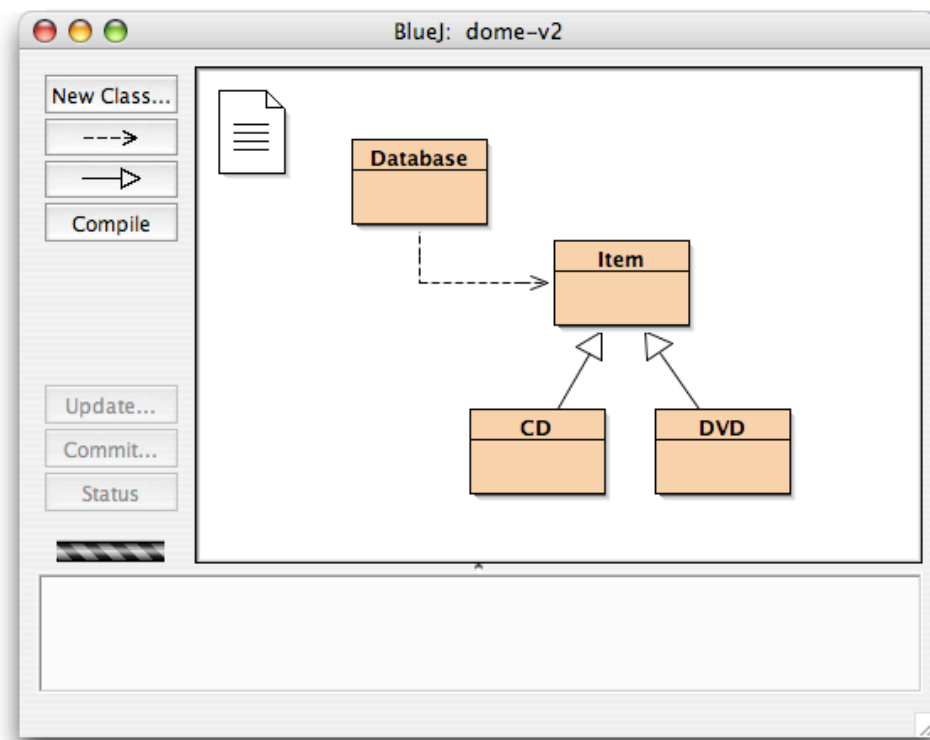 BlueJ: dome-v2
New Class...
Compile
Update...
Commit...
Status
Database
Item
CD
DVD